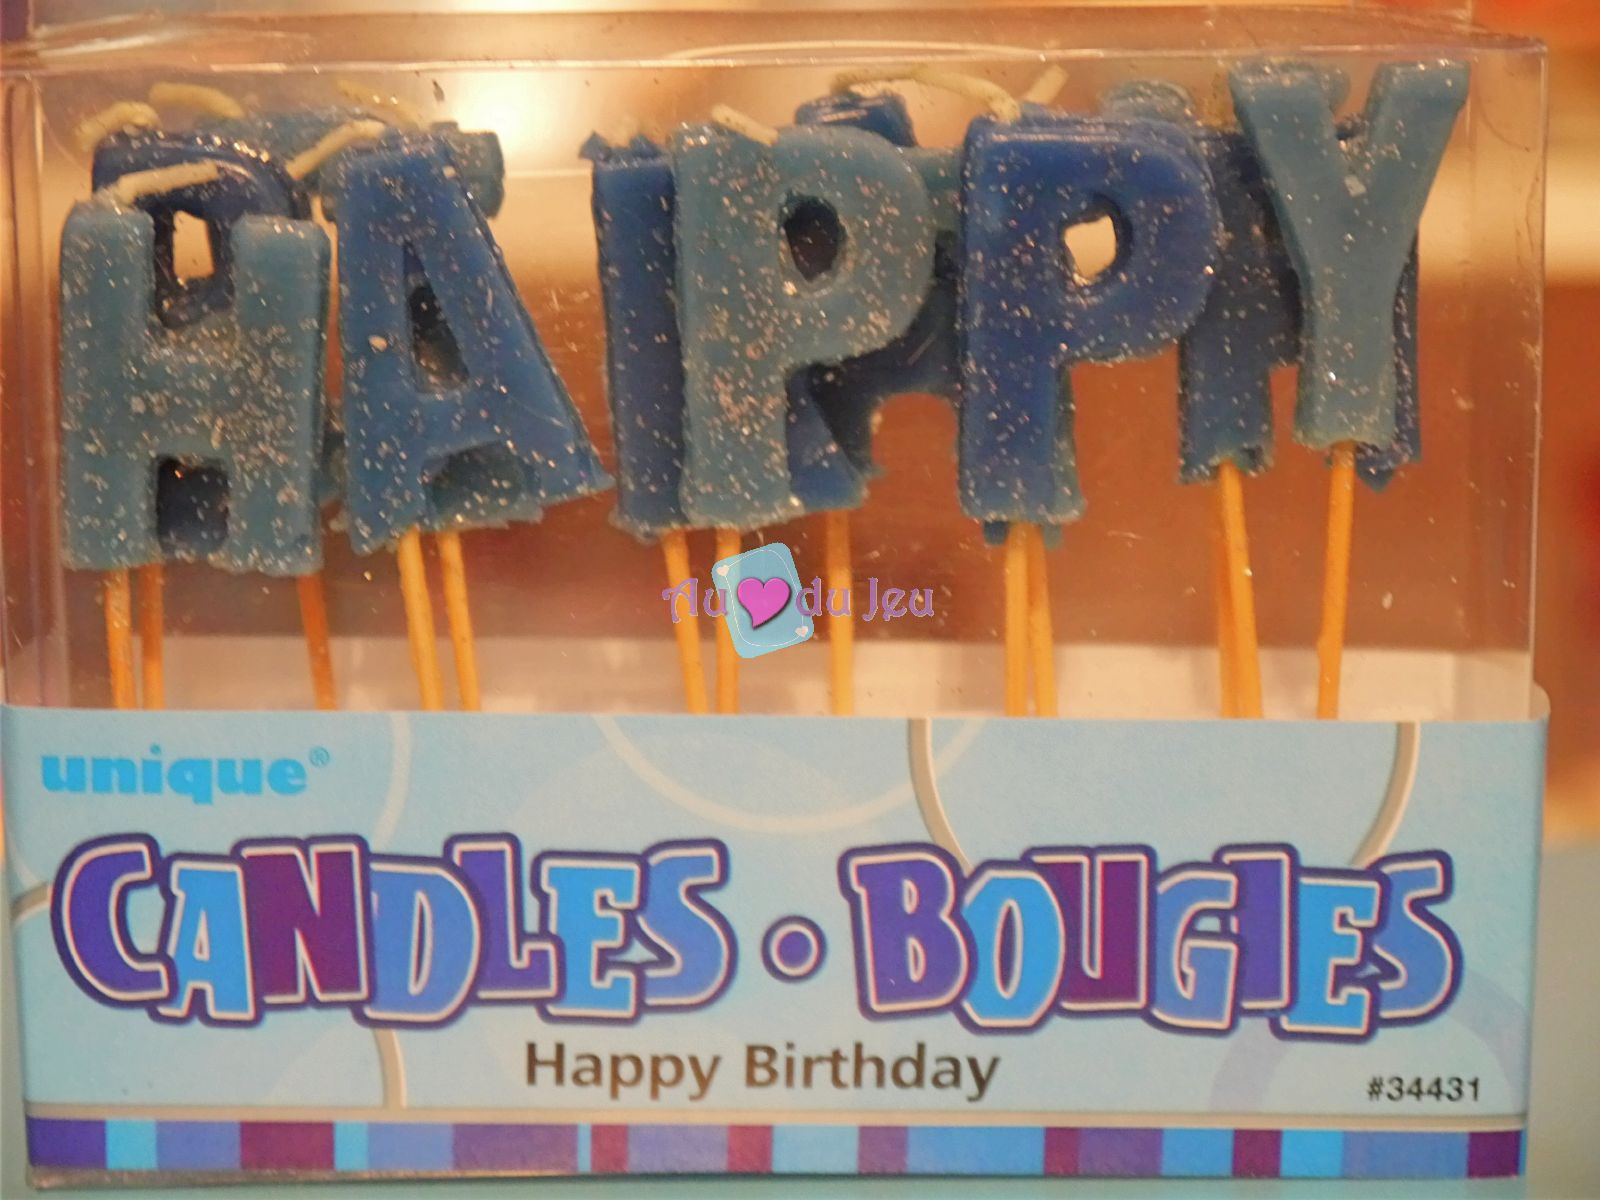 HAPPY
Au du Jeu
unique®
CANDLES • BOUGIES
Happy Birthday
#34431